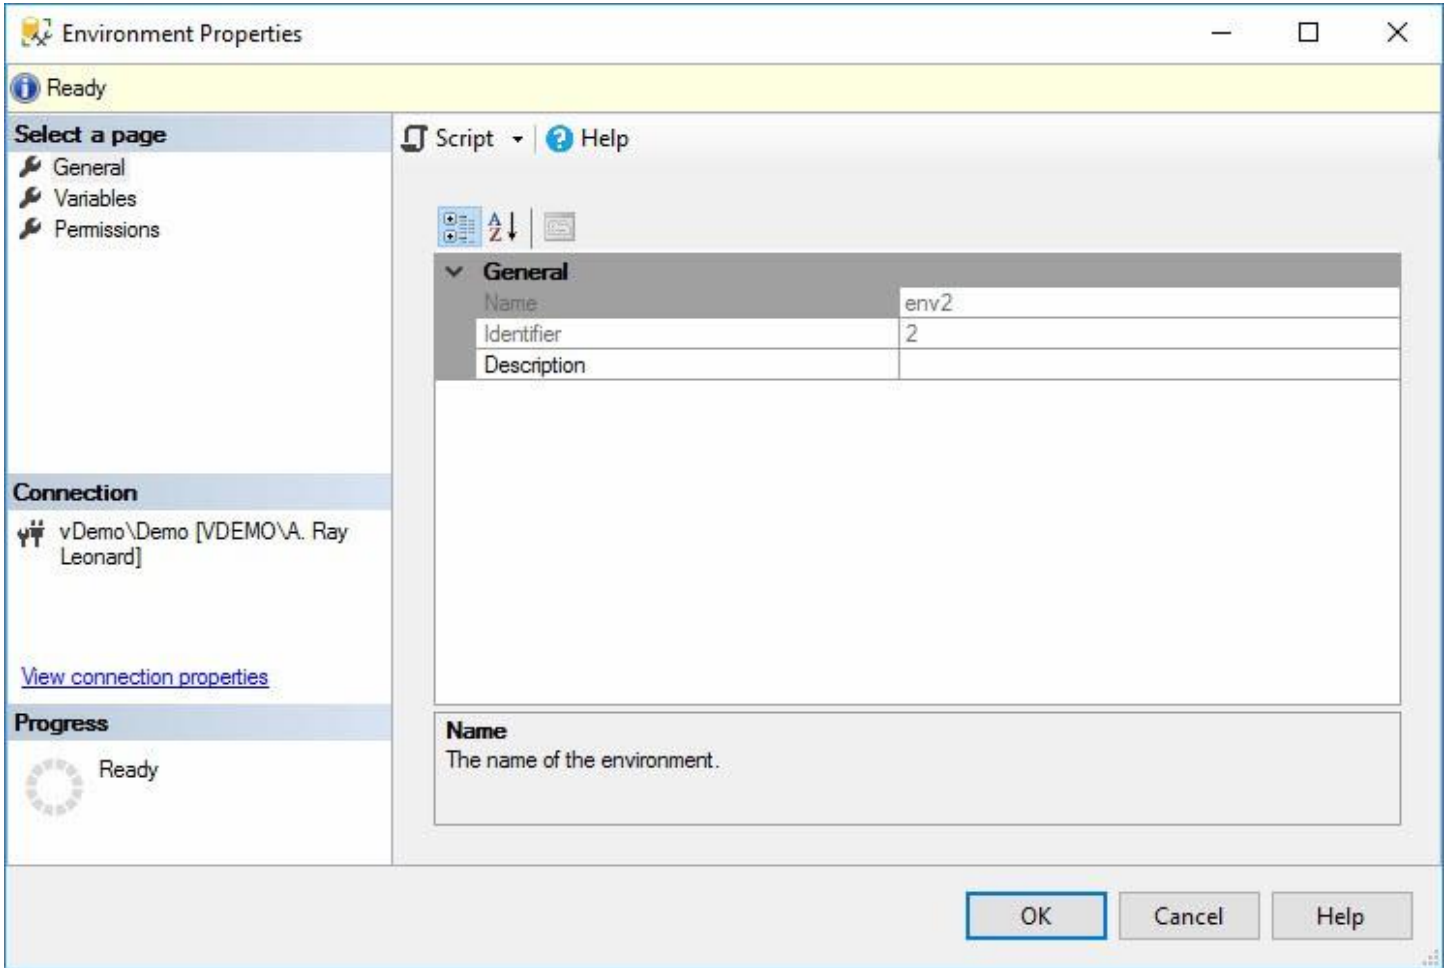 Environment Properties
Ready
Select a page
General
Variables
Permissions
Script
Help
General
Name env2
Identifier 2
Description
Connection
vDemo\Demo [VDEMO\A. Ray
Leonard]
View connection properties
Progress
Ready
Name
The name of the environment.
OK
Cancel
Help